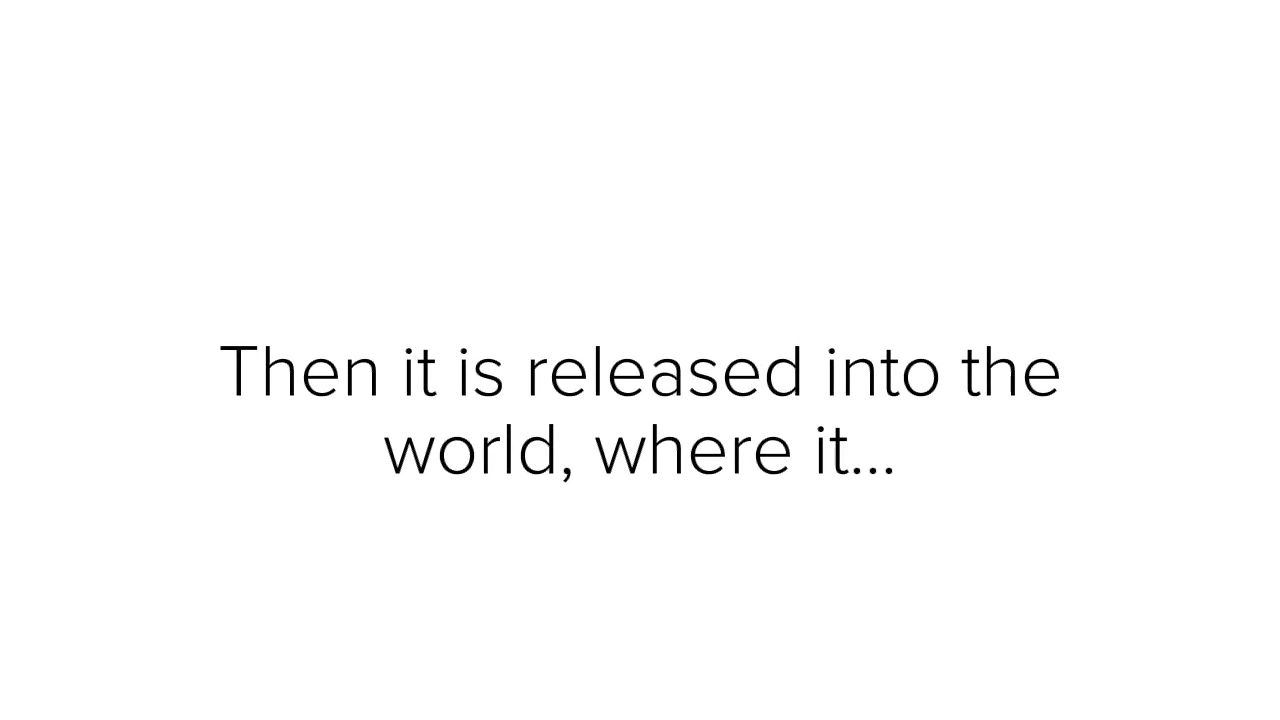 Then it is released into the
world, where it...